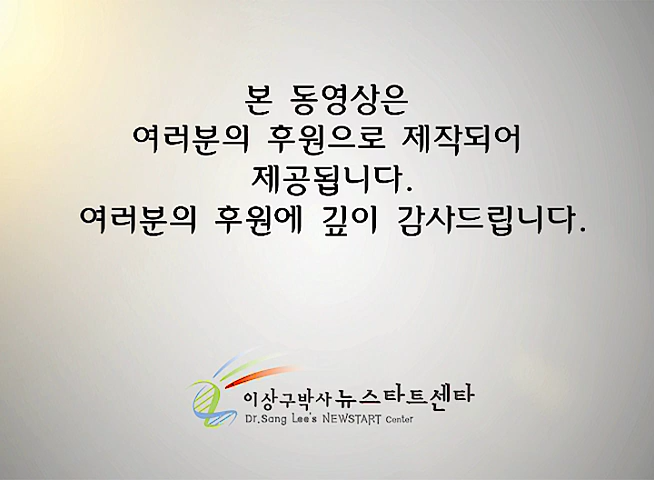 본 동영상은
여러분의 후원으로 제작되어
제공됩니다.
여러분의 후원에 깊이 감사드립니다.
이상구박사 뉴스타트센타
Dr.Sang Lee's NEWSTART Center